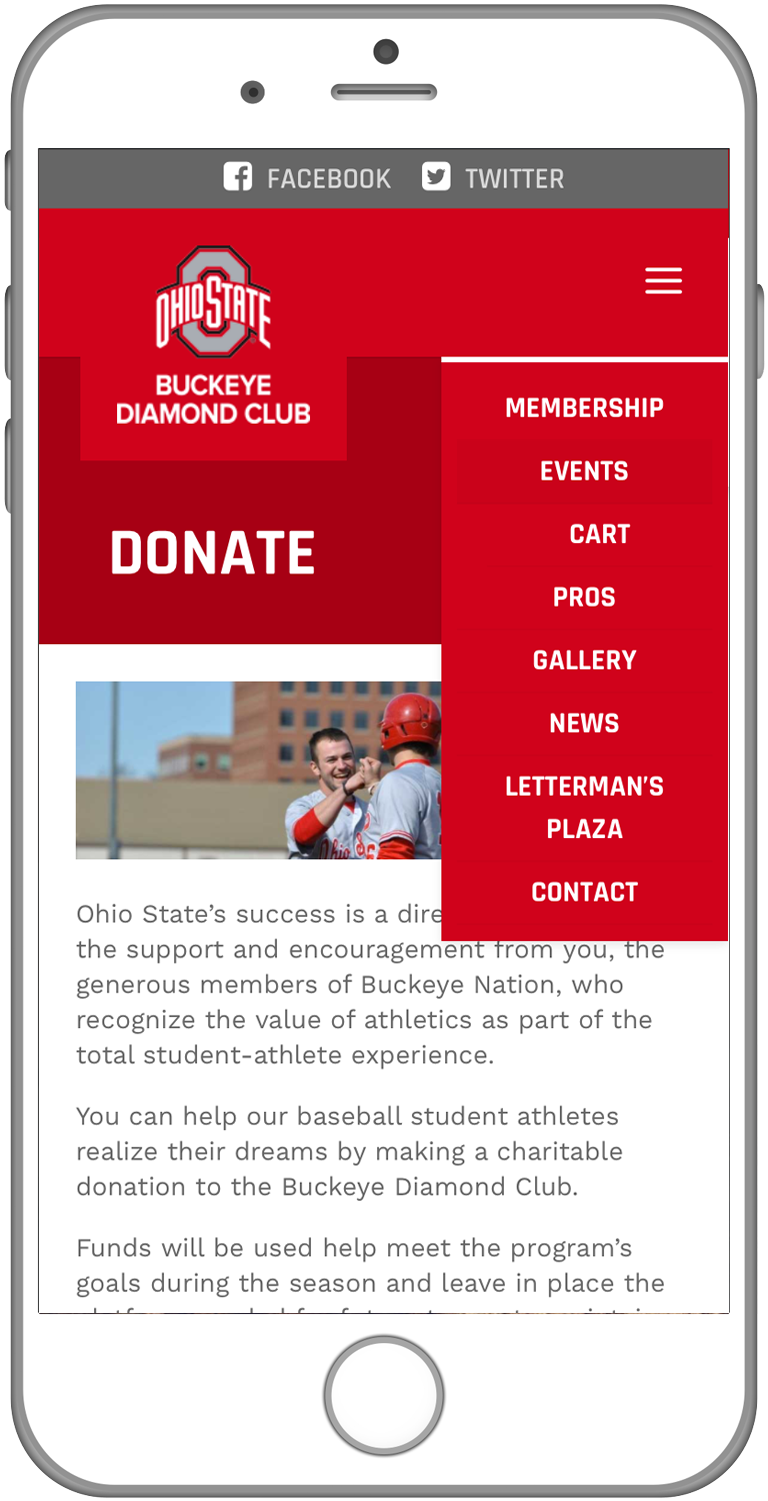 FACEBOOK TWITTER
OHIO STATE
BUCKEYE
DIAMOND CLUB
MEMBERSHIP
EVENTS
CART
PROS
GALLERY
NEWS
LETTERMAN'S
PLAZA
CONTACT
DONATE
Ohio
Ohio State’s success is a dire
the support and encouragement from you, the
generous members of Buckeye Nation, who
recognize the value of athletics as part of the
total student-athlete experience.
You can help our baseball student athletes
realize their dreams by making a charitable
donation to the Buckeye Diamond Club.
Funds will be used help meet the program’s
goals during the season and leave in place the